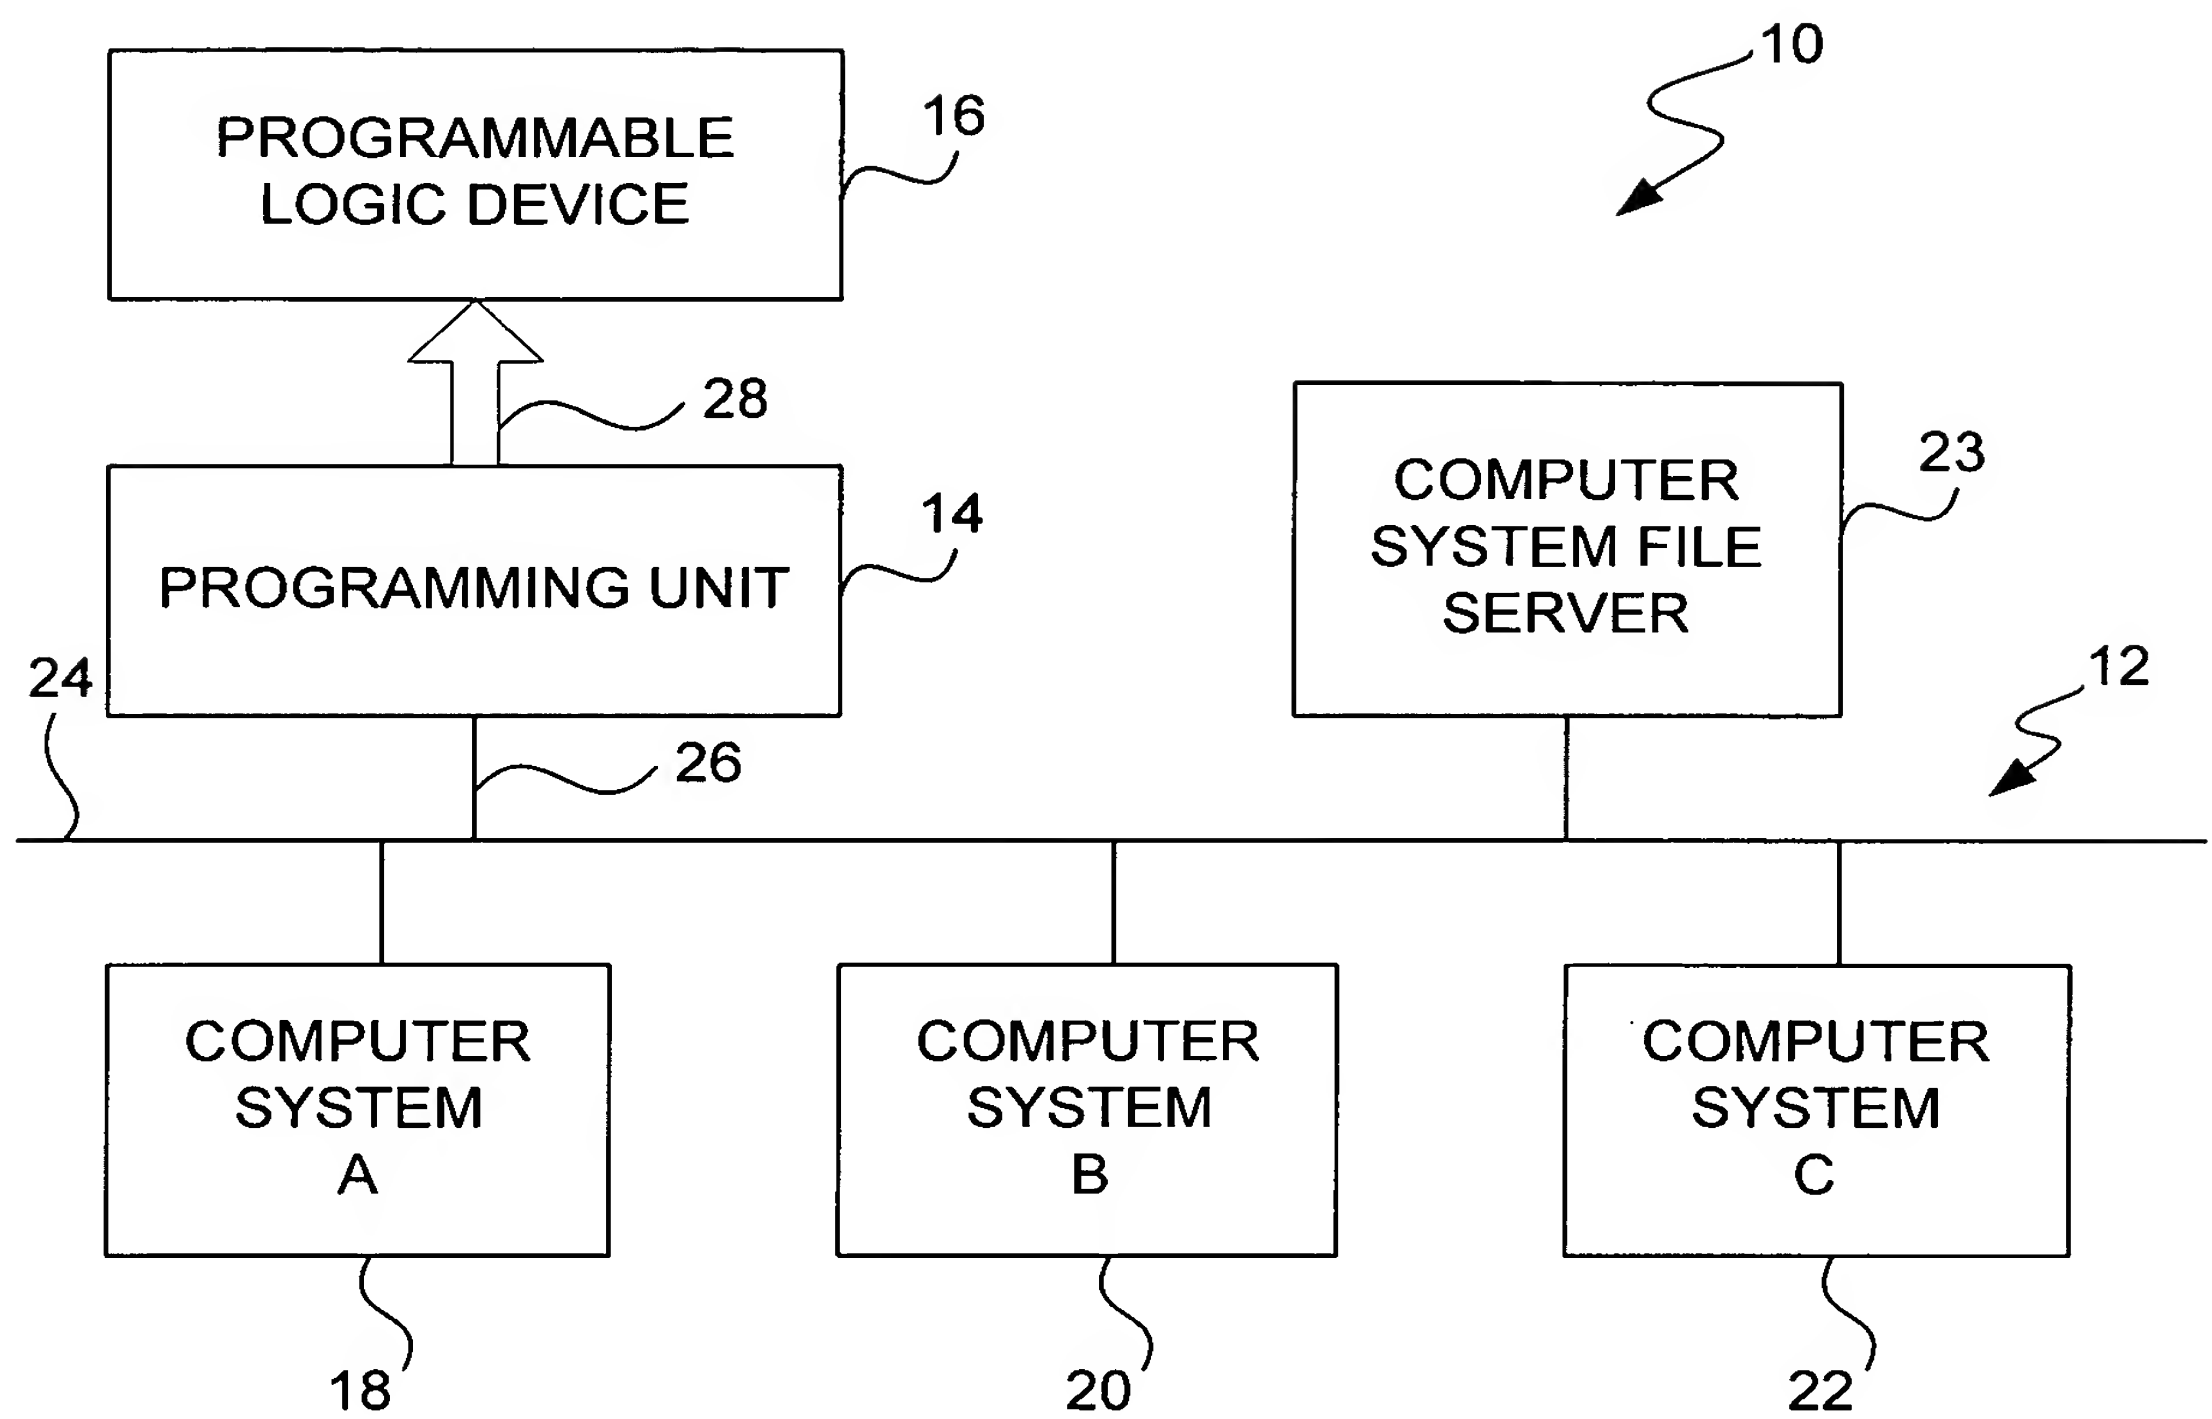 10
PROGRAMMABLE
LOGIC DEVICE
16
28
PROGRAMMING UNIT
14
COMPUTER
SYSTEM FILE
SERVER
23
24
26
12
COMPUTER
SYSTEM
A
18
COMPUTER
SYSTEM
B
20
COMPUTER
SYSTEM
C
22